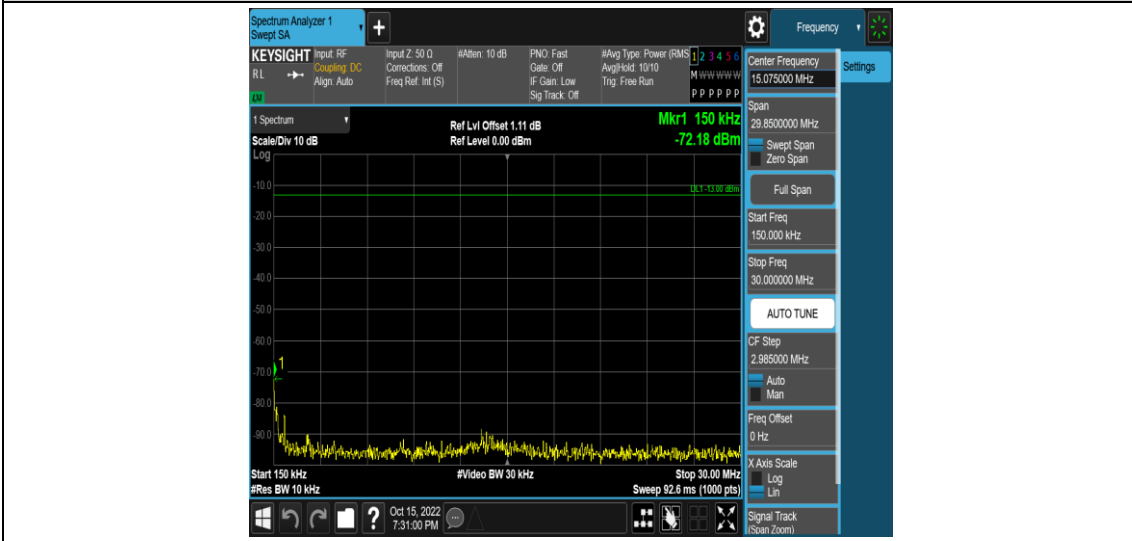 Spectrum Analyzer 1
Swept SA
+
Frequency
KEYSIGHT
RL
Input: RF
Coupling: DC
Align: Auto
Input Z: 50 Ω
Corrections: Off
Freq Ref: Int (S)
#Atten: 10 dB
PNO: Fast
Gate: Off
IF Gain: Low
Sig Track: Off
#Avg Type: Power (RMS
Avg|Hold: 10/10
Trig: Free Run
1 2 3 4 5 6
M W W W W W
P P P P P P
1 Spectrum
Scale/Div 10 dB
Log
Ref Lvl Offset 1.11 dB
Ref Level 0.00 dBm
Mkr1 150 kHz
-72.18 dBm
DL1 -13.00 dBm
-10.0
-20.0
-30.0
-40.0
-50.0
-60.0
-70.0
-80.0
-90.0
1
Start 150 kHz
#Res BW 10 kHz
#Video BW 30 kHz
Stop 30.00 MHz
Sweep 92.6 ms (1000 pts)
Center Frequency
15.075000 MHz
Settings
Span
29.8500000 MHz
Swept Span
Zero Span
Full Span
Start Freq
150.000 kHz
Stop Freq
30.000000 MHz
AUTO TUNE
CF Step
2.985000 MHz
Auto
Man
Freq Offset
0 Hz
X Axis Scale
Log
Lin
Signal Track
(Span Zoom)
?
Oct 15, 2022
7:31:00 PM